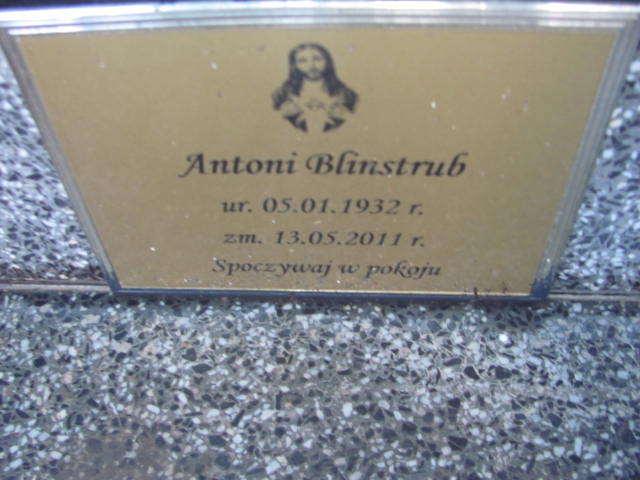 Antoni Blinstrub
ur. 05.01.1932 r.
zm. 13.05.2011 r.
Spoczywaj w pokoju